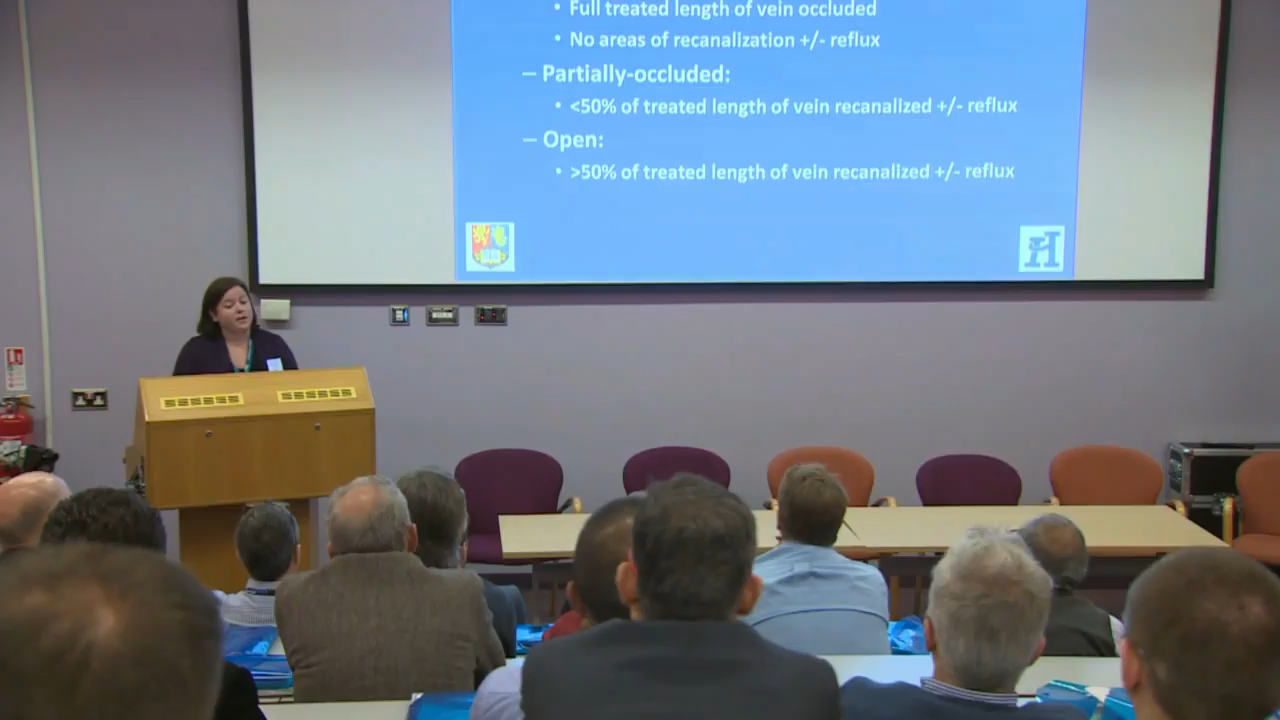 • Full treated length of vein occluded
• No areas of recanalization +/- reflux
– Partially-occluded:
• <50% of treated length of vein recanalized +/- reflux
– Open:
• >50% of treated length of vein recanalized +/- reflux